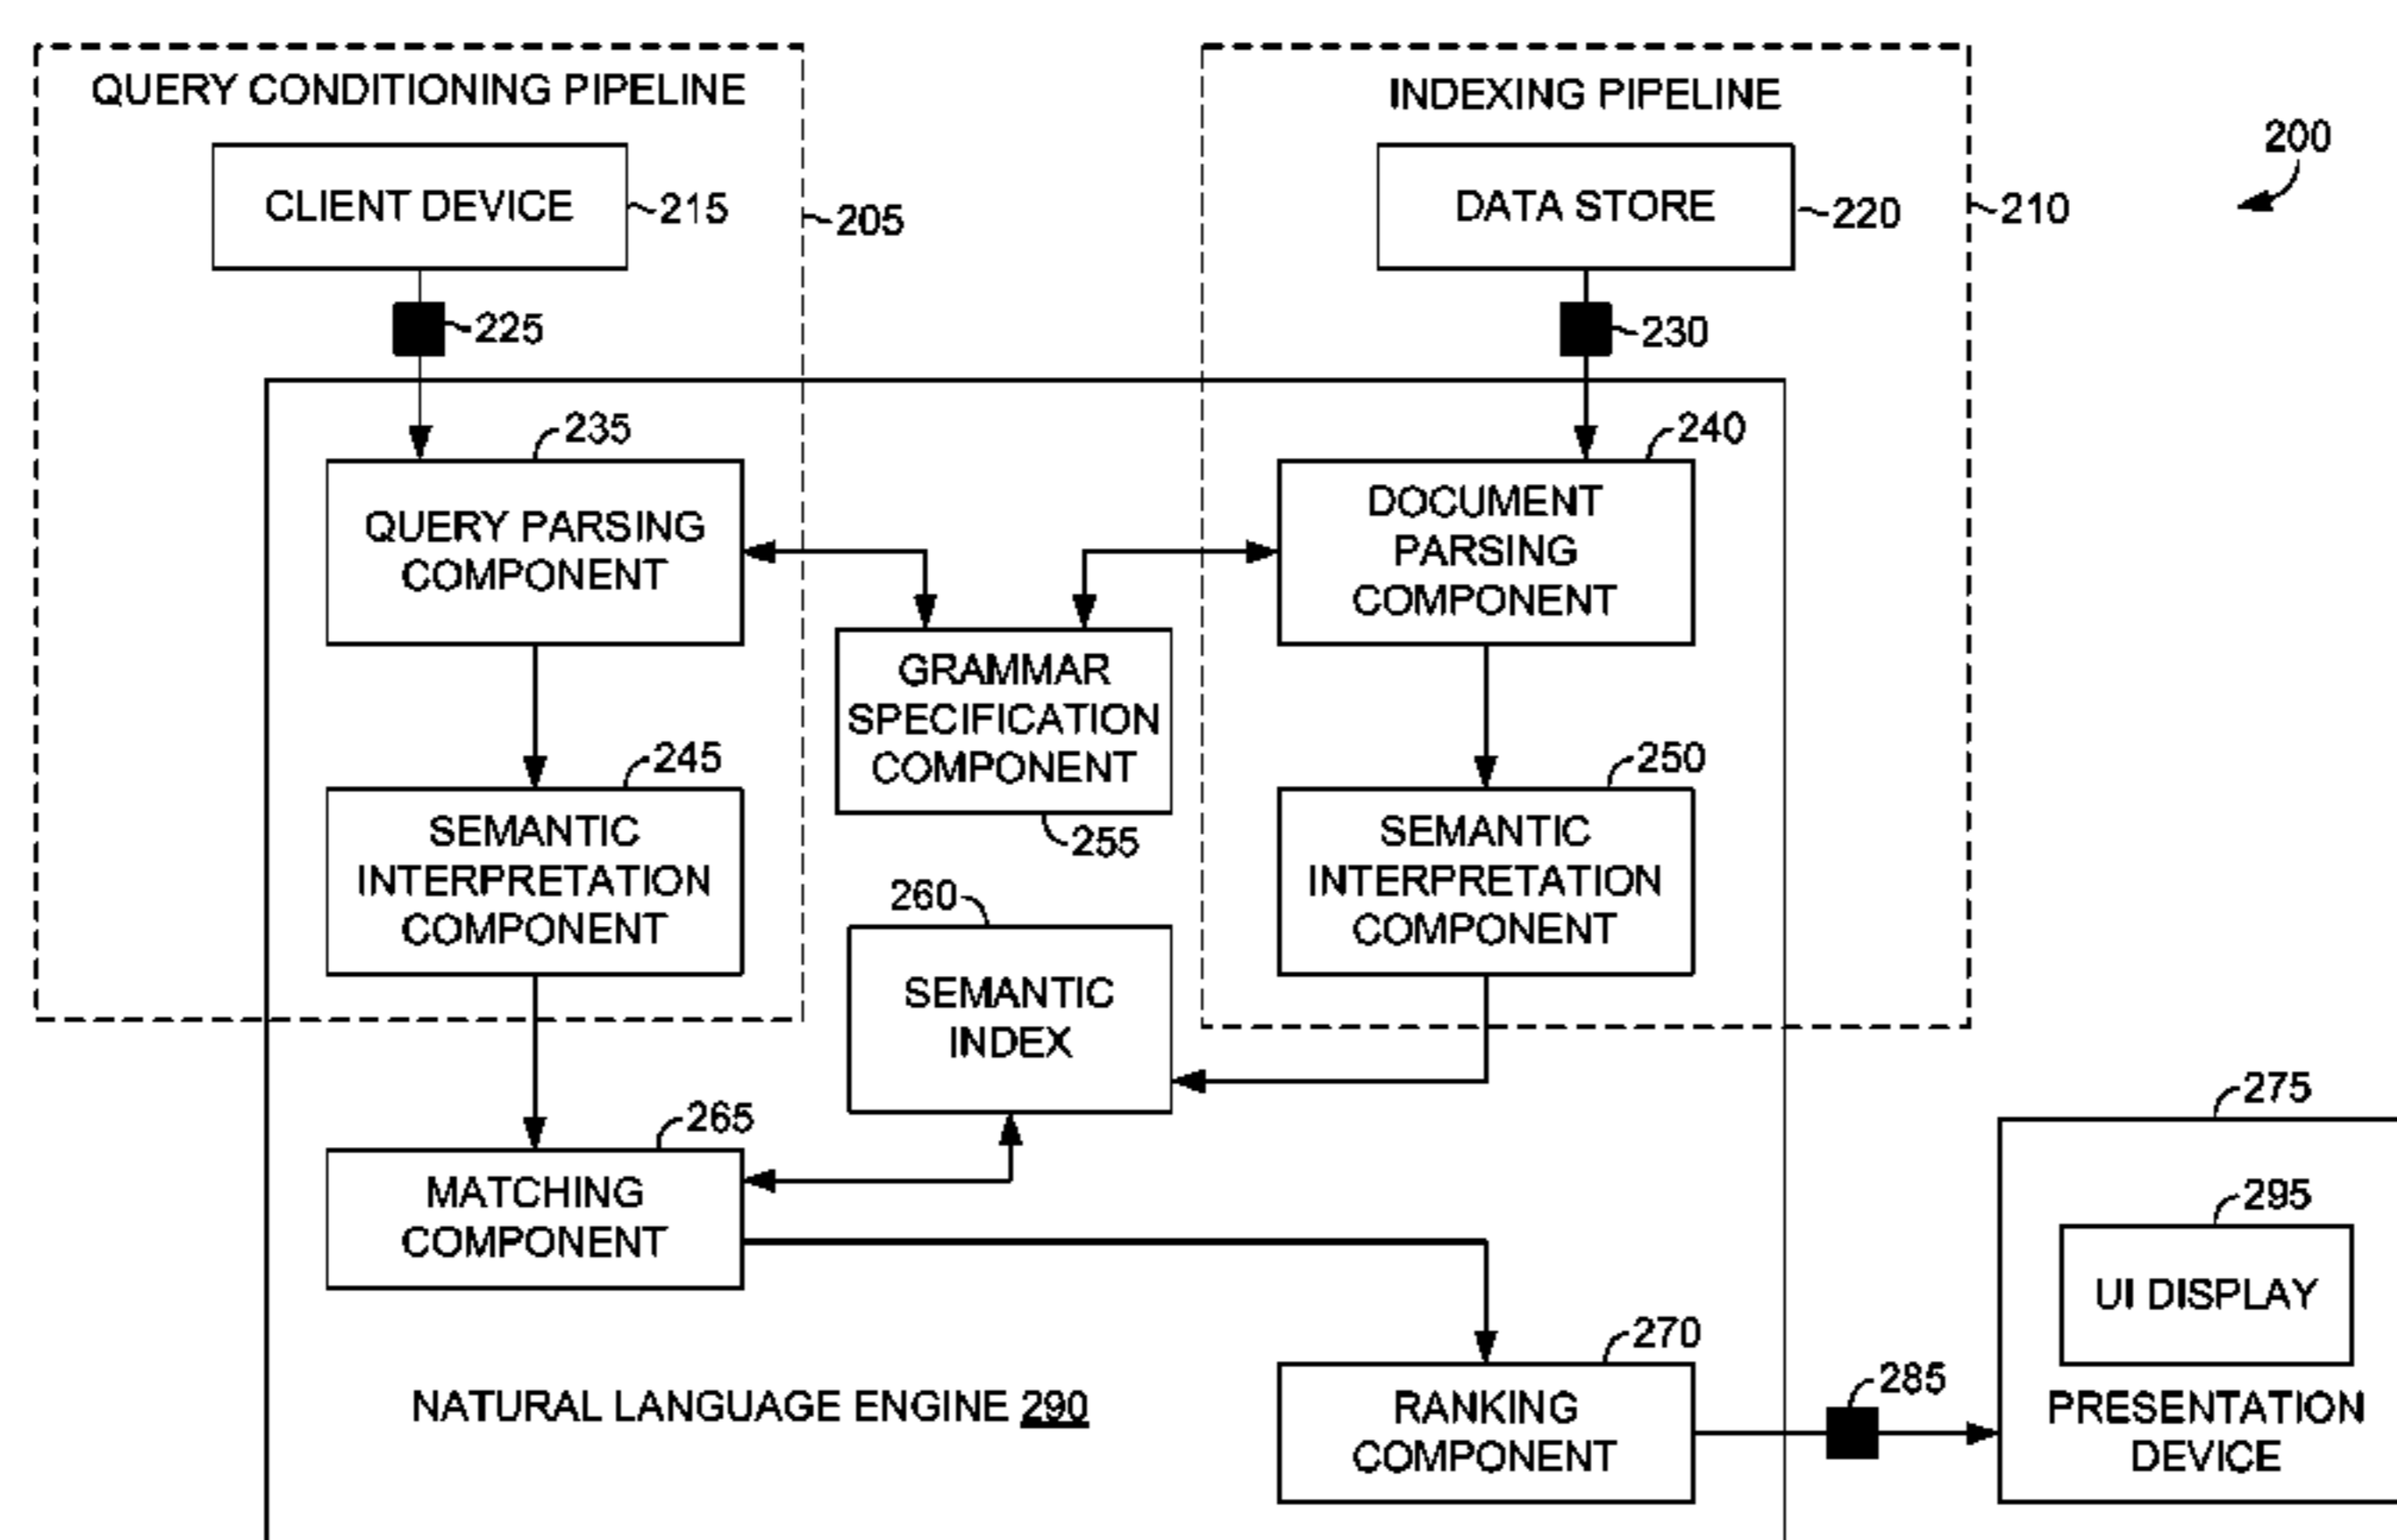 QUERY CONDITIONING PIPELINE
INDEXING PIPELINE
200
CLIENT DEVICE
215
205
DATA STORE
220
210
225
230
235
240
QUERY PARSING
COMPONENT
DOCUMENT
PARSING
COMPONENT
GRAMMAR
SPECIFICATION
COMPONENT
255
245
250
SEMANTIC
INTERPRETATION
COMPONENT
SEMANTIC
INTERPRETATION
COMPONENT
260
SEMANTIC
INDEX
265
MATCHING
COMPONENT
275
295
UI DISPLAY
PRESENTATION
DEVICE
270
RANKING
COMPONENT
285
NATURAL LANGUAGE ENGINE 290